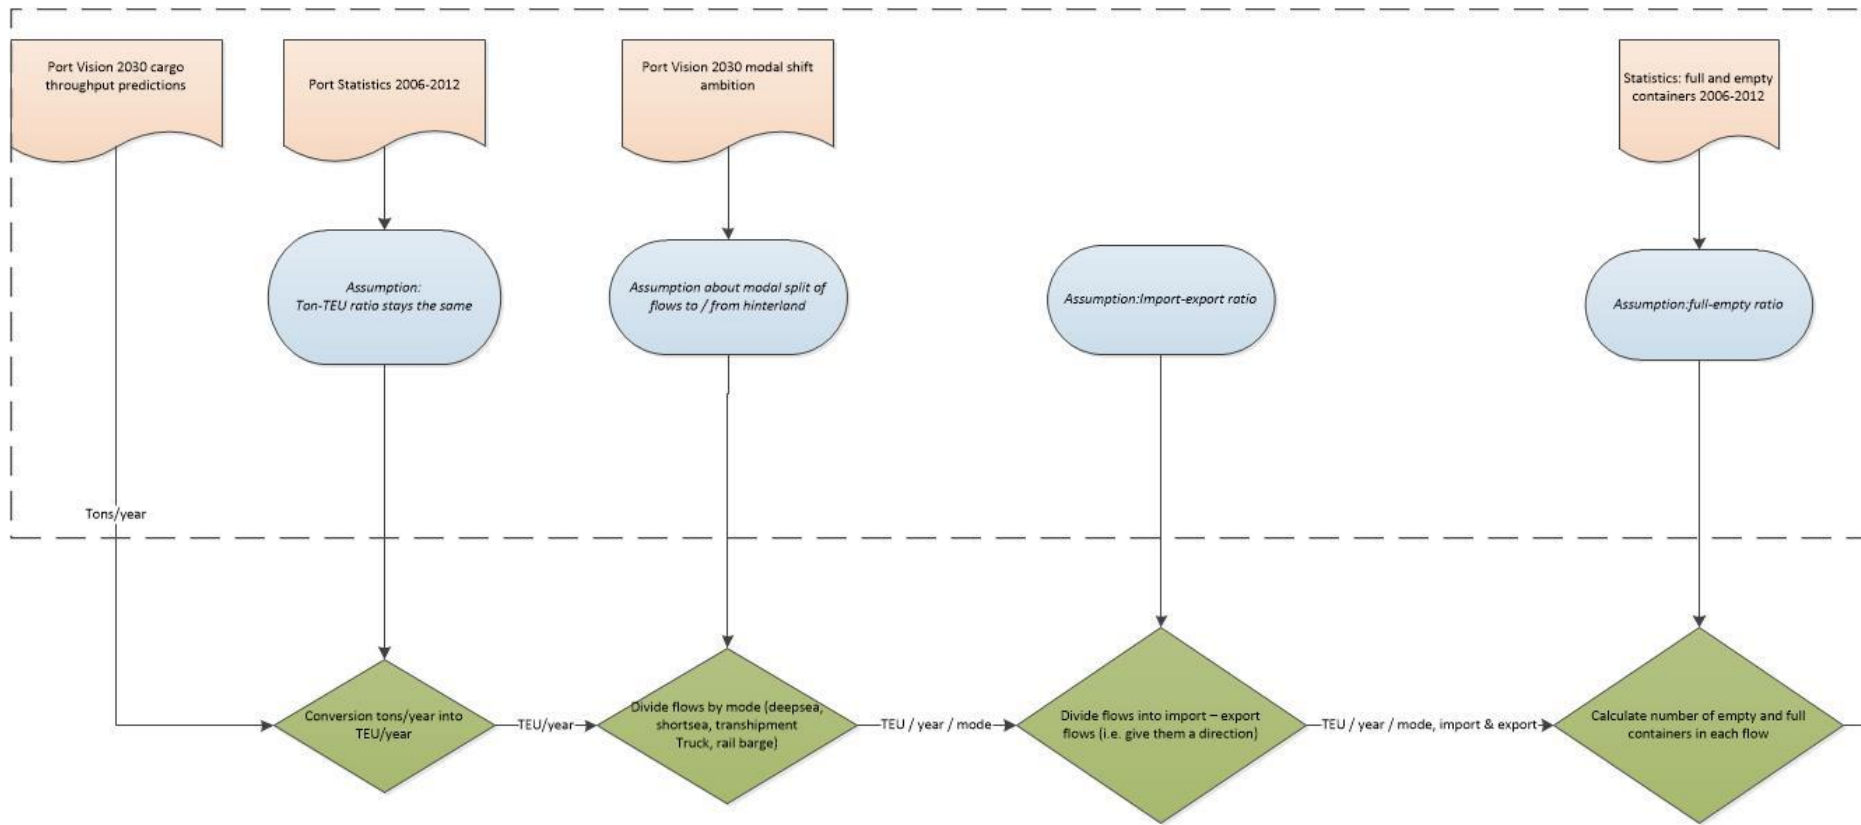 Port Vision 2030 cargo
throughput predictions
Port Statistics 2006-2012
Port Vision 2030 modal shift
ambition
Statistics: full and empty
containers 2006-2012
Assumption:
Ton-TEU ratio stays the same
Assumption about modal split of
flows to / from hinterland
Assumption:Import-export ratio
Assumption:full-empty ratio
Tons/year
Conversion tons/year into
TEU/year
TEU/year
Divide flows by mode (deepsea,
shortsea, transhipment
Truck, rail barge)
TEU / year / mode
Divide flows into import – export
flows (i.e. give them a direction)
TEU / year / mode, import & export
Calculate number of empty and full
containers in each flow